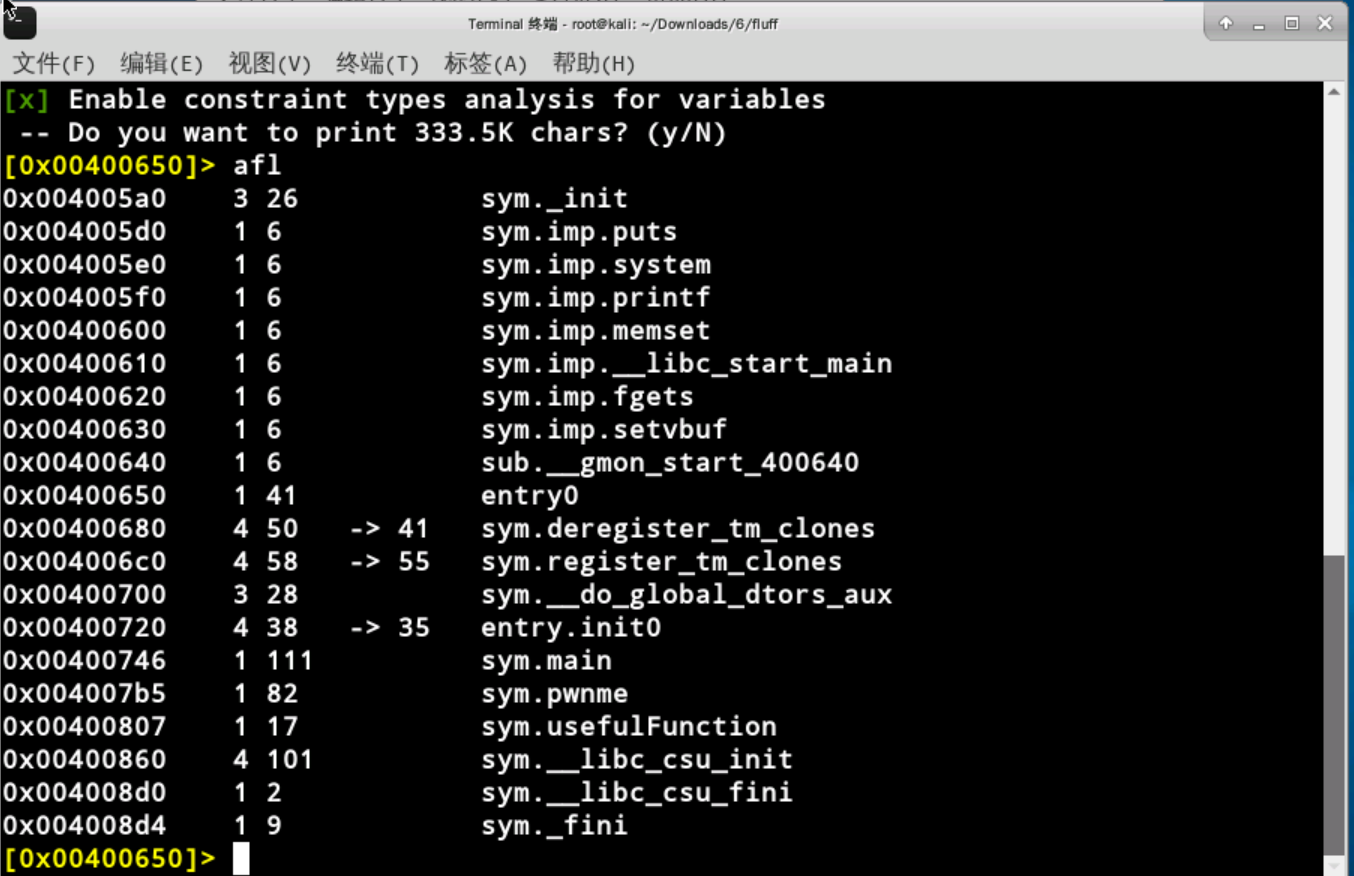 Terminal 终端 - root@kali: ~/Downloads/6/fluff
文件(F) 编辑(E) 视图(V) 终端(T) 标签(A) 帮助(H)
[x] Enable constraint types analysis for variables
 -- Do you want to print 333.5K chars? (y/N)
[0x00400650]> afl
0x004005a0    3 26           sym._init
0x004005d0    1 6            sym.imp.puts
0x004005e0    1 6            sym.imp.system
0x004005f0    1 6            sym.imp.printf
0x00400600    1 6            sym.imp.memset
0x00400610    1 6            sym.imp.__libc_start_main
0x00400620    1 6            sym.imp.fgets
0x00400630    1 6            sym.imp.setvbuf
0x00400640    1 6            sub.__gmon_start_400640
0x00400650    1 41           entry0
0x00400680    4 50   -> 41   sym.deregister_tm_clones
0x004006c0    4 58   -> 55   sym.register_tm_clones
0x00400700    3 28           sym.__do_global_dtors_aux
0x00400720    4 38   -> 35   entry.init0
0x00400746    1 111          sym.main
0x004007b5    1 82           sym.pwnme
0x00400807    1 17           sym.usefulFunction
0x00400860    4 101          sym.__libc_csu_init
0x004008d0    1 2            sym.__libc_csu_fini
0x004008d4    1 9            sym._fini
[0x00400650]>